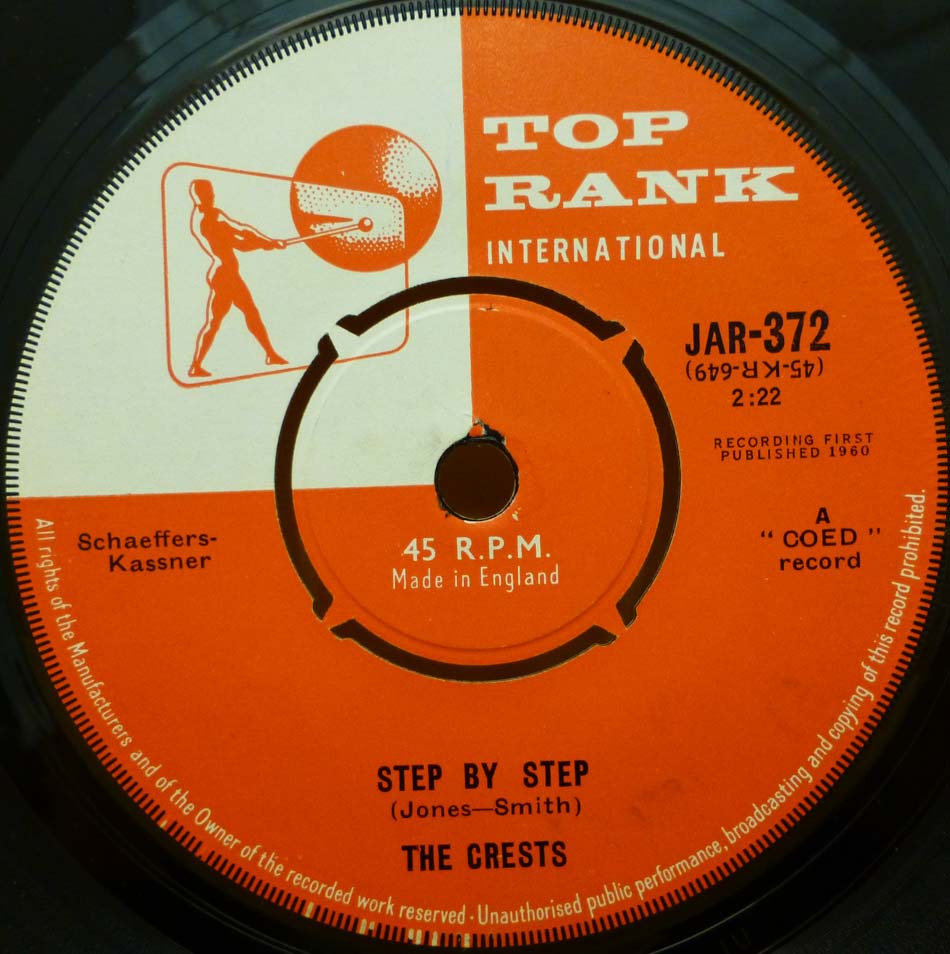 TOP
RANK
INTERNATIONAL
JAR-372
(45-KR-649)
2:22
RECORDING FIRST
PUBLISHED 1960
Schaeffers-
Kassner
A
"COED"
record
45 R.P.M.
Made in England
STEP BY STEP
(Jones—Smith)
THE CRESTS
All rights of the Manufacturers and of the Owner of the recorded work reserved · Unauthorised public performance, broadcasting and copying of this record prohibited.